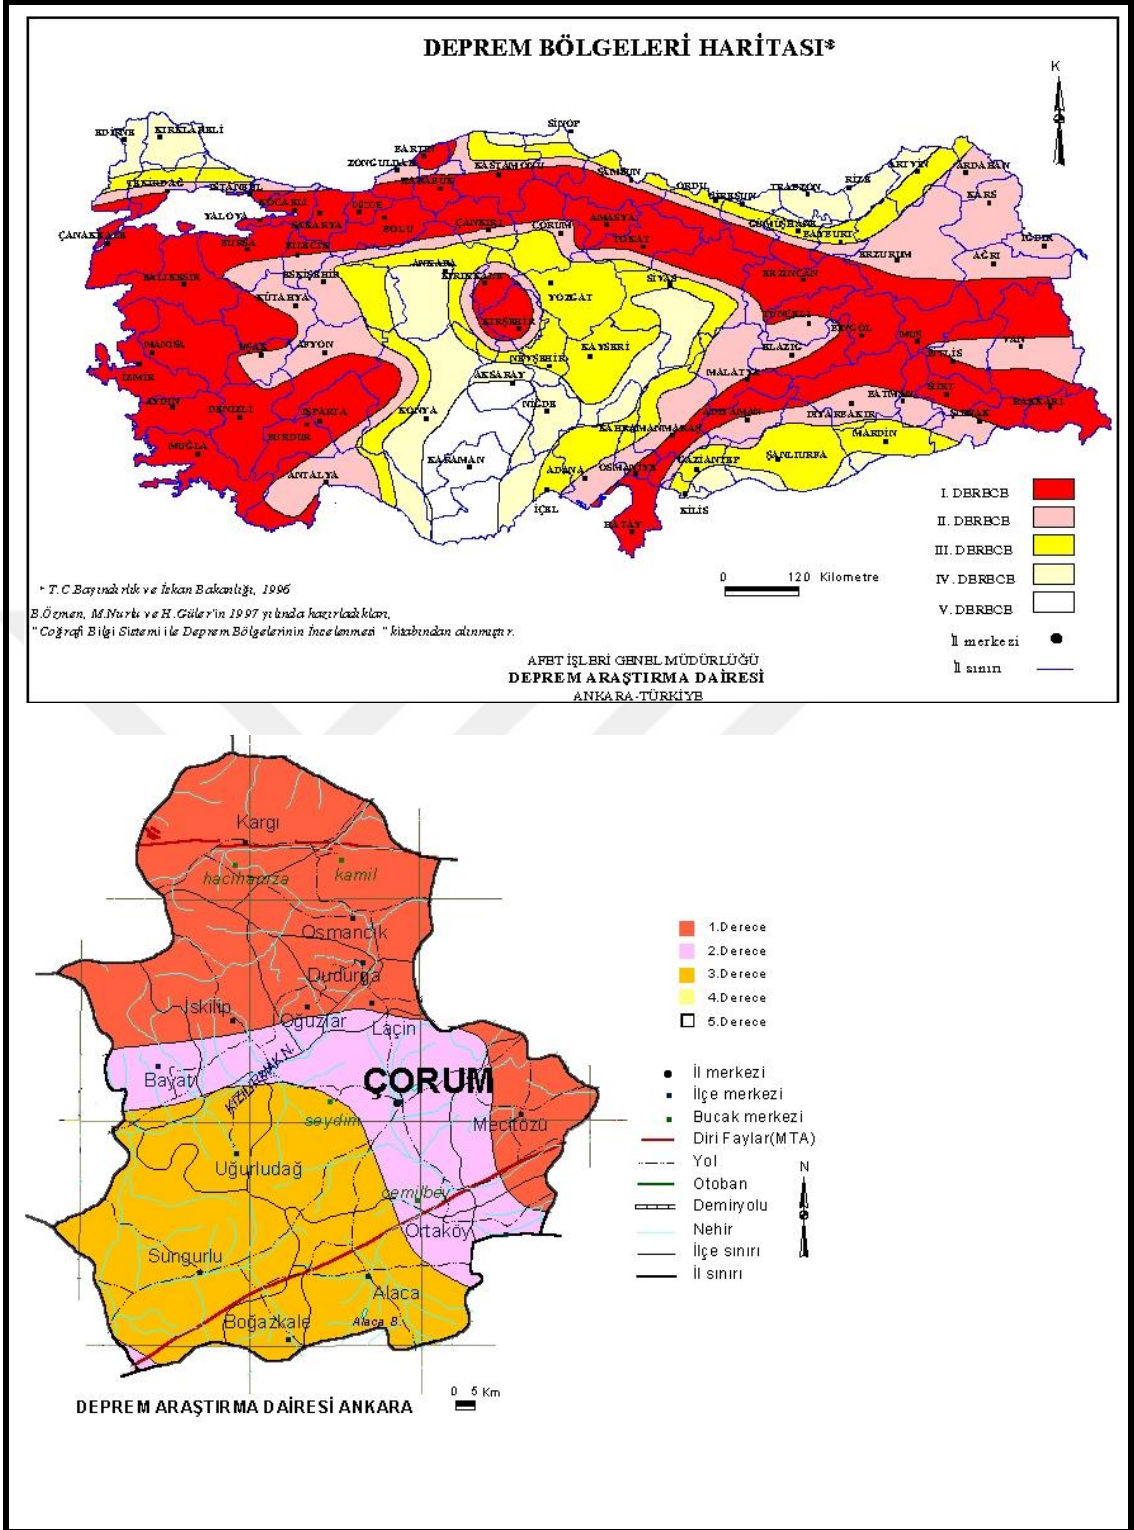 DEPREM BÖLGELERİ HARİTASI*
K
SİNOP
EDİRNE
KIRKLARELİ
BARTIN
ZONGULDAK
KASTAMONU
SAMSUN
ARTVİN
ARDAHAN
TEKİRDAĞ
İSTANBUL
KARABÜK
ORDU
GİRESUN
TRABZON
RİZE
KARS
KOCAELİ
YALOVA
SAKARYA
DÜZCE
BOLU
ÇANKIRI
ÇORUM
AMASYA
TOKAT
GÜMÜŞHANE
BAYBURT
ÇANAKKALE
BURSA
BİLECİK
ERZURUM
IĞDIR
AĞRI
BALIKESİR
ESKİŞEHİR
ANKARA
KIRIKKALE
YOZGAT
SİVAS
ERZİNCAN
KÜTAHYA
KIRŞEHİR
TUNCELİ
BİNGÖL
MUŞ
VAN
MANİSA
UŞAK
AFYON
NEVŞEHİR
KAYSERİ
ELAZIĞ
BİTLİS
İZMİR
AKSARAY
MALATYA
SİİRT
AYDIN
DENİZLİ
ISPARTA
KONYA
NİĞDE
ADIYAMAN
DİYARBAKIR
BATMAN
ŞIRNAK
HAKKARİ
BURDUR
KAHRAMANMARAŞ
MARDİN
MUĞLA
KARAMAN
ADANA
OSMANİYE
GAZİANTEP
ŞANLIURFA
ANTALYA
İÇEL
KİLİS
HATAY
I. DERECE
II. DERECE
III. DERECE
IV. DERECE
V. DERECE
İl merkezi
İl sınırı
0 120 Kilometre
* T.C.Bayındırlık ve İskan Bakanlığı, 1996
B.Özmen, M.Nurlu ve H.Güler'in 1997 yılında hazırladıkları,
"Coğrafi Bilgi Sistemi ile Deprem Bölgelerinin İncelenmesi" kitabından alınmıştır.
AFET İŞLERİ GENEL MÜDÜRLÜĞÜ
DEPREM ARAŞTIRMA DAİRESİ
ANKARA-TÜRKİYE
Kargı
hacıhamza
kamil
Osmancık
Dodurga
İskilip
Oğuzlar
Laçin
Bayat
KIZILIRMAK N.
ÇORUM
seydim
Mecitözü
Uğurludağ
cemilbey
Ortaköy
Sungurlu
Alaca
Boğazkale
Alaca B.
1.Derece
2.Derece
3.Derece
4.Derece
5.Derece
İl merkezi
İlçe merkezi
Bucak merkezi
Diri Faylar(MTA)
Yol
Otoban
Demiryolu
Nehir
İlçe sınırı
İl sınırı
N
0 5 Km
DEPREM ARAŞTIRMA DAİRESİ ANKARA